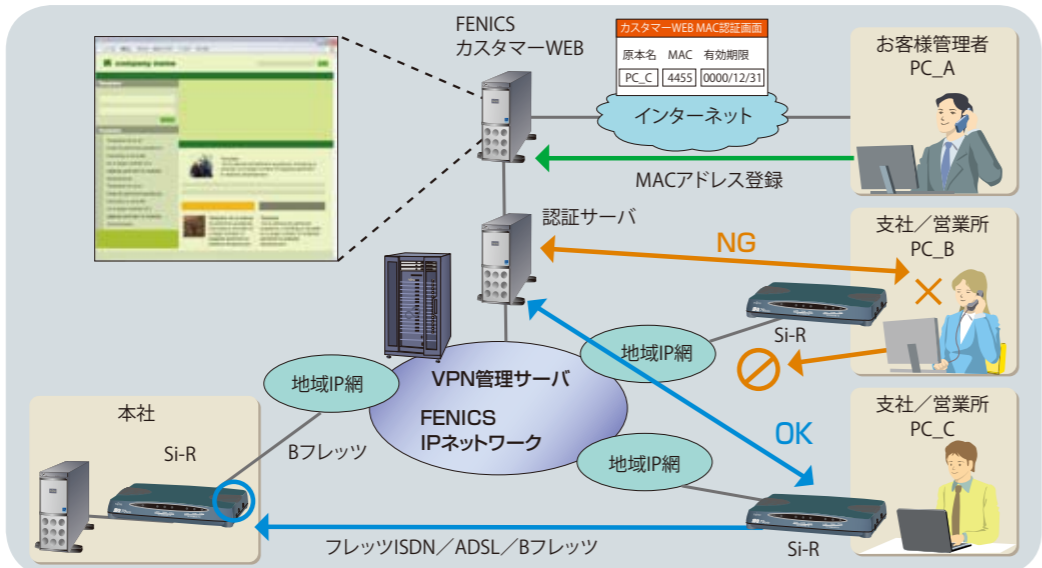 FENICS
カスタマーWEB
カスタマーWEB MAC認証画面
原本名 MAC 有効期限
PC_C 4455 0000/12/31
インターネット
お客様管理者
PC_A
MACアドレス登録
company name
認証サーバ
NG
支社／営業所
PC_B
Si-R
地域IP網
VPN管理サーバ
FENICS
IPネットワーク
地域IP網
Bフレッツ
本社
Si-R
OK
支社／営業所
PC_C
地域IP網
Si-R
フレッツISDN／ADSL／Bフレッツ